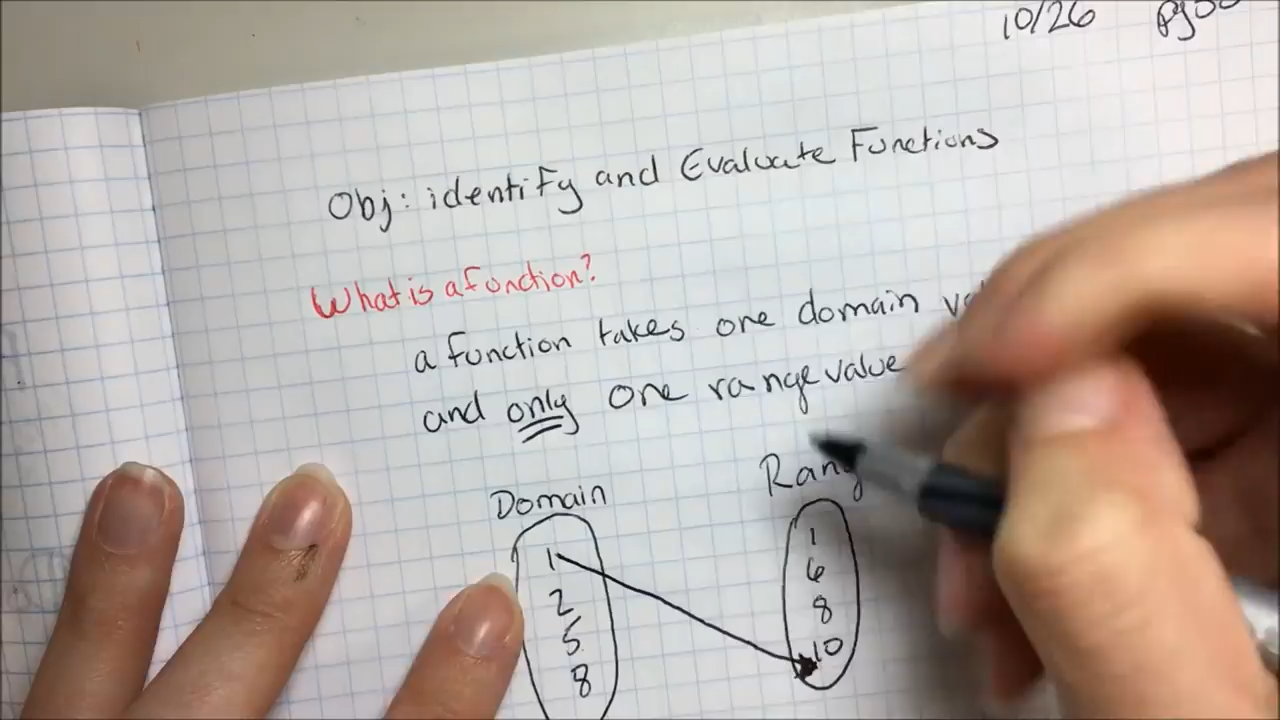 10/26
Obj: identify and Evaluate Functions
What is a function?
a function takes one domain
and only one range value
Domain
1
2
5
8
1
6
8
10